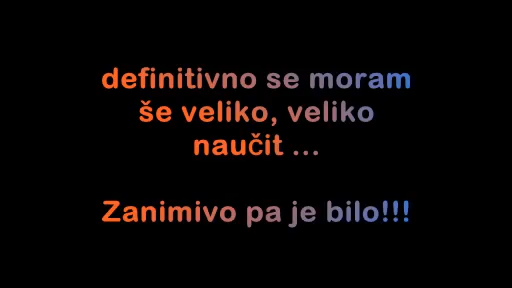 definitivno se moram
še veliko, veliko
naučit ...
Zanimivo pa je bilo!!!